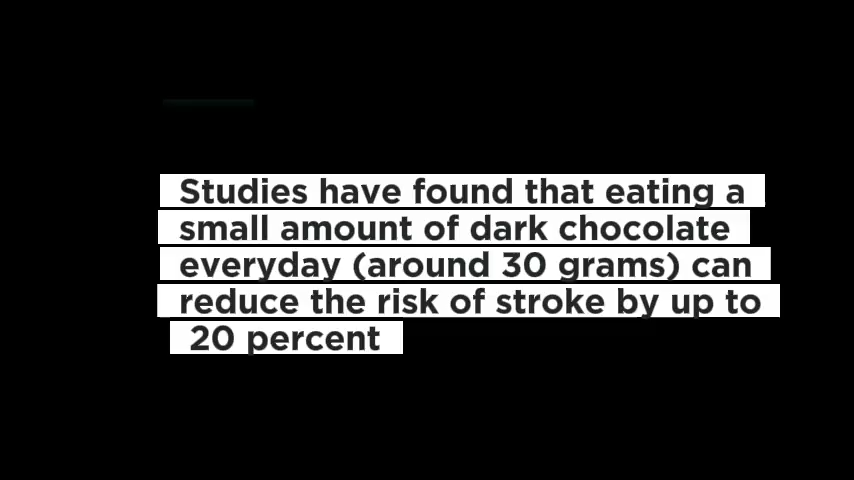 Studies have found that eating a
small amount of dark chocolate
everyday (around 30 grams) can
reduce the risk of stroke by up to
20 percent